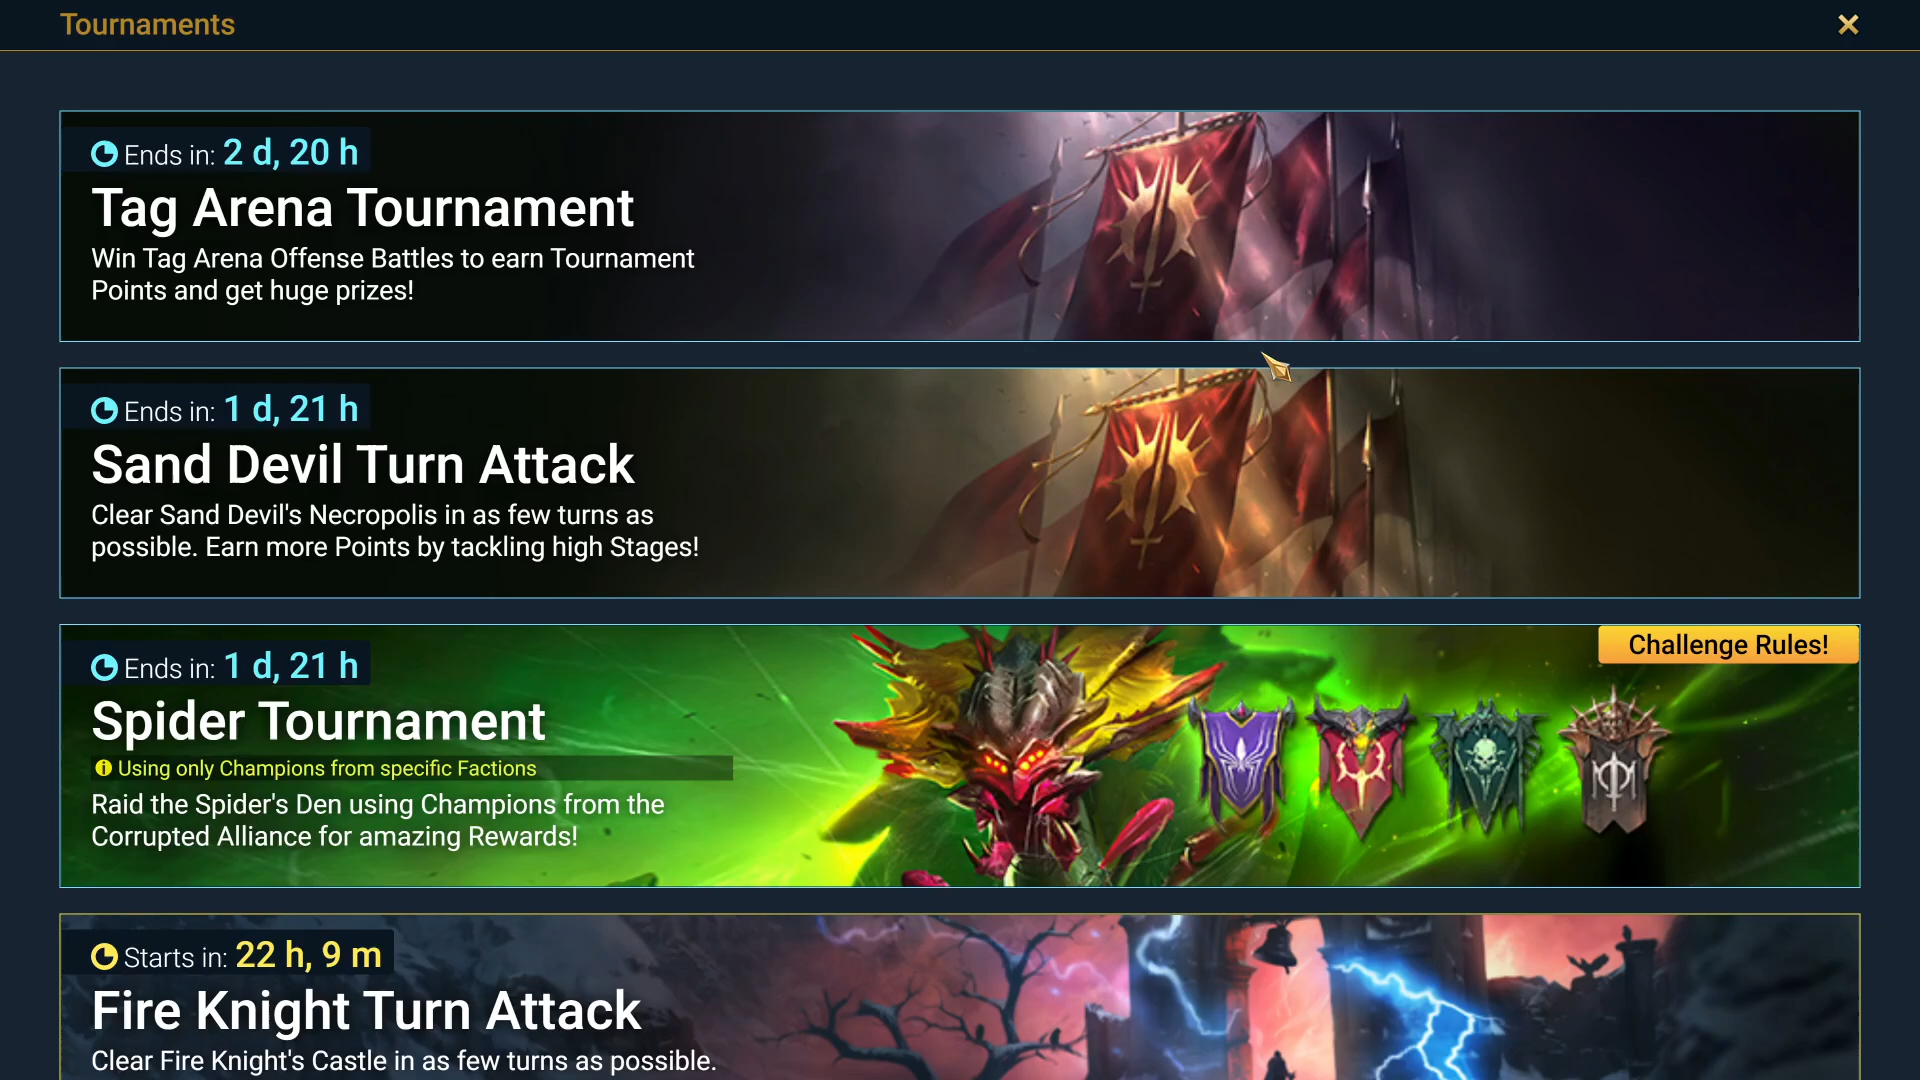 Tournaments
Ends in: 2 d, 20 h
Tag Arena Tournament
Win Tag Arena Offense Battles to earn Tournament
Points and get huge prizes!
Ends in: 1 d, 21 h
Sand Devil Turn Attack
Clear Sand Devil's Necropolis in as few turns as
possible. Earn more Points by tackling high Stages!
Challenge Rules!
Ends in: 1 d, 21 h
Spider Tournament
Using only Champions from specific Factions
Raid the Spider's Den using Champions from the
Corrupted Alliance for amazing Rewards!
Starts in: 22 h, 9 m
Fire Knight Turn Attack
Clear Fire Knight's Castle in as few turns as possible.